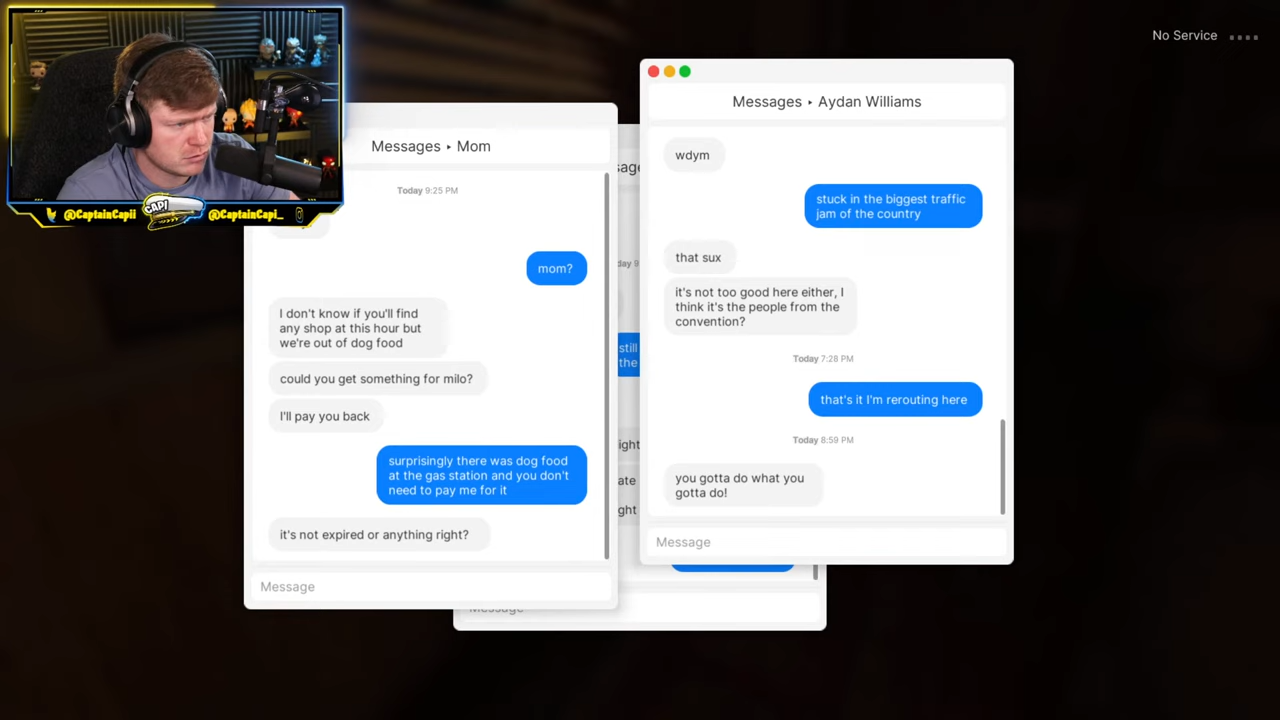 No Service
CAPI
@CaptainCapii
@CaptainCapi_
Messages ▸ Mom
Today 9:25 PM
mom?
I don't know if you'll find
any shop at this hour but
we're out of dog food
could you get something for milo?
I'll pay you back
surprisingly there was dog food
at the gas station and you don't
need to pay me for it
it's not expired or anything right?
Message
still
the
Message
Messages ▸ Aydan Williams
wdym
stuck in the biggest traffic
jam of the country
that sux
it's not too good here either, I
think it's the people from the
convention?
Today 7:28 PM
that's it I'm rerouting here
Today 8:59 PM
you gotta do what you
gotta do!
Message